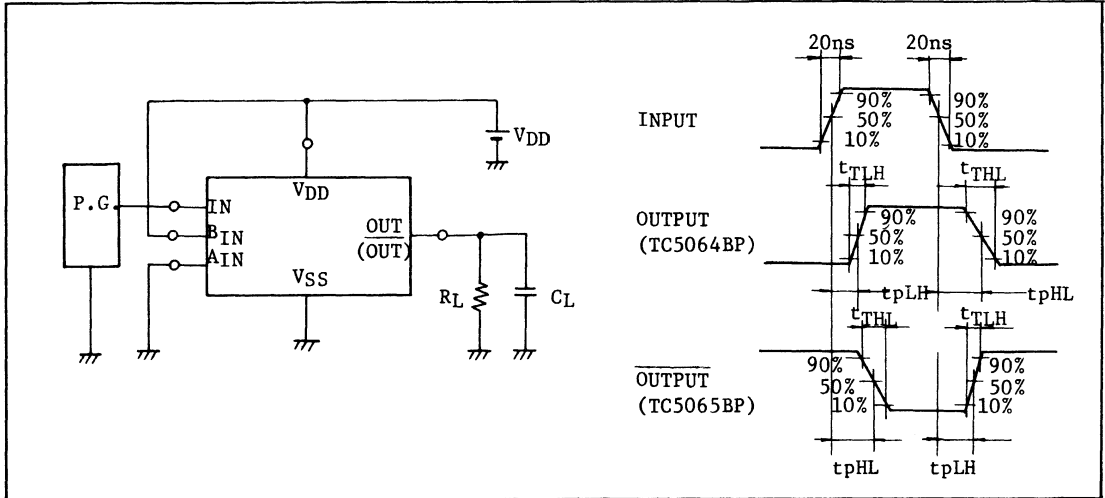 P.G.
IN
BIN
AIN
VDD
VSS
OUT
(OUT)
VDD
RL
CL
20ns 20ns
INPUT
90% 90%
50% 50%
10% 10%
tTLH tTHL
OUTPUT
(TC5064BP)
90% 90%
50% 50%
10% 10%
tpLH tpHL
tTHL tTLH
OUTPUT
(TC5065BP)
90% 90%
50% 50%
10% 10%
tpHL tpLH